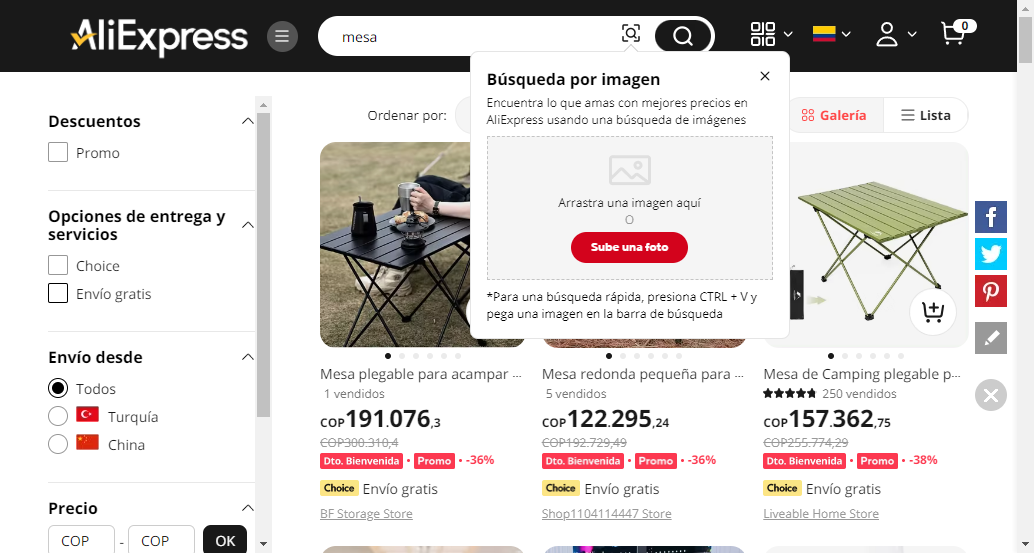 AliExpress
mesa
0
Búsqueda por imagen
Encuentra lo que amas con mejores precios en
AliExpress usando una búsqueda de imágenes
Arrastra una imagen aquí
O
Sube una foto
*Para una búsqueda rápida, presiona CTRL + V y
pega una imagen en la barra de búsqueda
Ordenar por:
Galería
Lista
Descuentos
Promo
Opciones de entrega y
servicios
Choice
Envío gratis
Envío desde
Todos
Turquía
China
Precio
COP - COP OK
Mesa plegable para acampar ...
1 vendidos
COP191.076,3
COP300.310,4
Dto. Bienvenida • Promo • -36%
Choice Envío gratis
BF Storage Store
Mesa redonda pequeña para ...
5 vendidos
COP122.295,24
COP192.729,49
Dto. Bienvenida • Promo • -36%
Choice Envío gratis
Shop1104114447 Store
Mesa de Camping plegable p...
250 vendidos
COP157.362,75
COP255.774,29
Dto. Bienvenida • Promo • -38%
Choice Envío gratis
Liveable Home Store